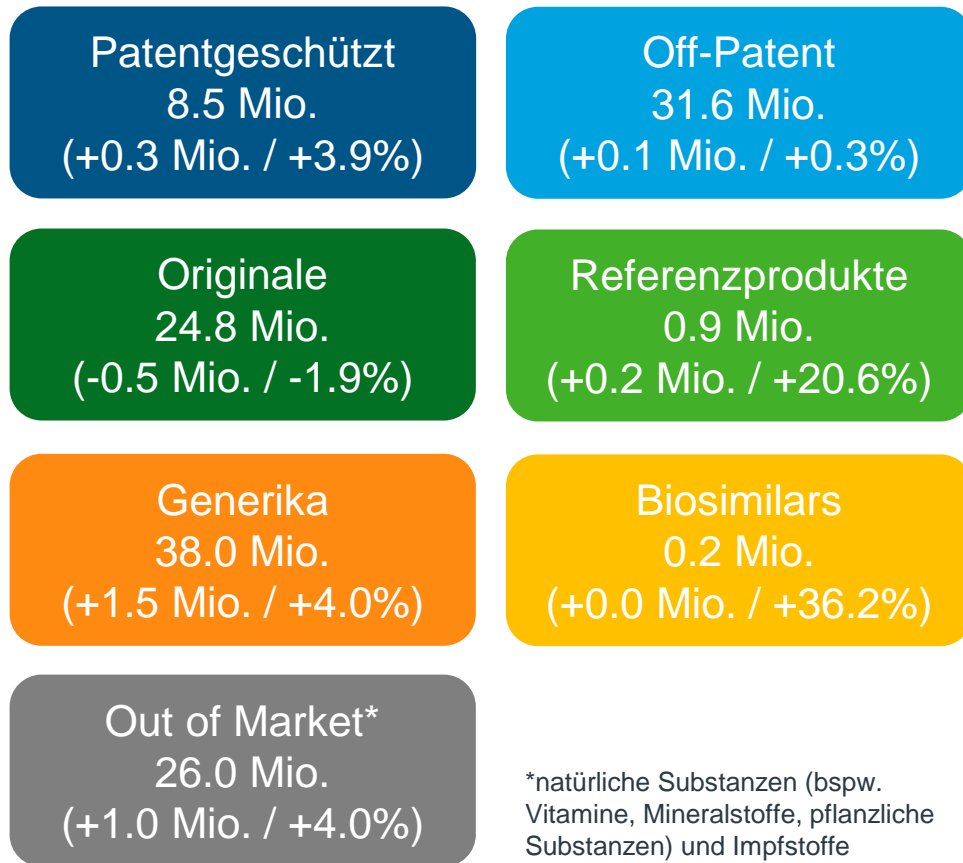 Patentgeschützt
8.5 Mio.
(+0.3 Mio. / +3.9%)
Off-Patent
31.6 Mio.
(+0.1 Mio. / +0.3%)
Originale
24.8 Mio.
(-0.5 Mio. / -1.9%)
Referenzprodukte
0.9 Mio.
(+0.2 Mio. / +20.6%)
Generika
38.0 Mio.
(+1.5 Mio. / +4.0%)
Biosimilars
0.2 Mio.
(+0.0 Mio. / +36.2%)
Out of Market*
26.0 Mio.
(+1.0 Mio. / +4.0%)
*natürliche Substanzen (bspw.
Vitamine, Mineralstoffe, pflanzliche
Substanzen) und Impfstoffe